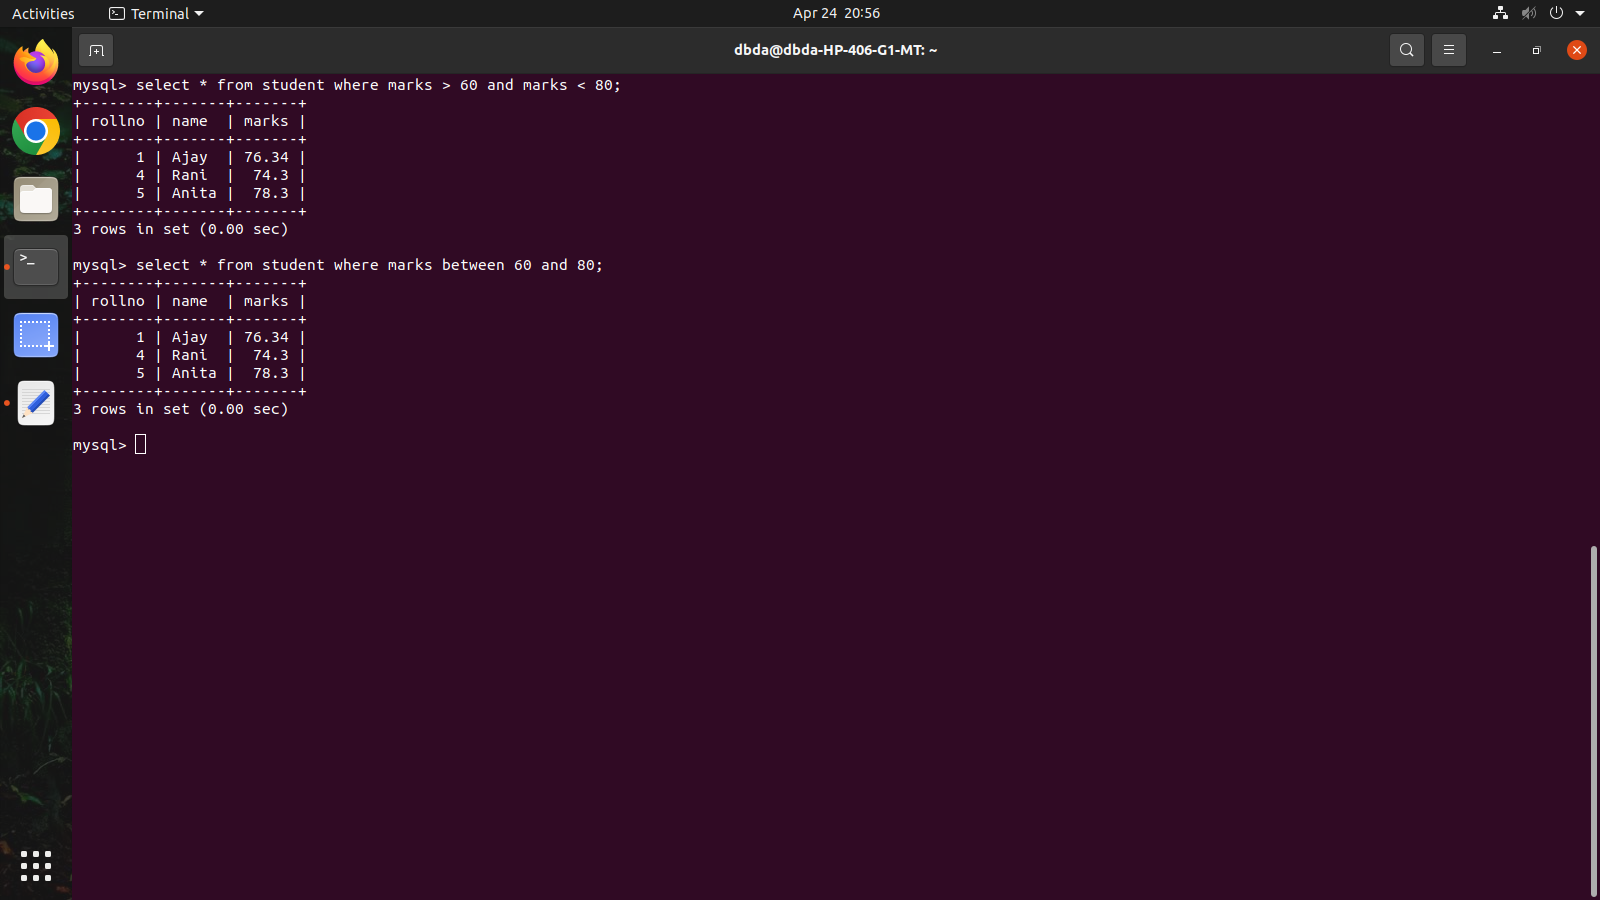 Activities Terminal Apr 24 20:56
dbda@dbda-HP-406-G1-MT: ~
mysql> select * from student where marks > 60 and marks < 80;
+--------+-------+-------+
| rollno | name  | marks |
+--------+-------+-------+
|      1 | Ajay  | 76.34 |
|      4 | Rani  |  74.3 |
|      5 | Anita |  78.3 |
+--------+-------+-------+
3 rows in set (0.00 sec)
mysql> select * from student where marks between 60 and 80;
+--------+-------+-------+
| rollno | name  | marks |
+--------+-------+-------+
|      1 | Ajay  | 76.34 |
|      4 | Rani  |  74.3 |
|      5 | Anita |  78.3 |
+--------+-------+-------+
3 rows in set (0.00 sec)
mysql>